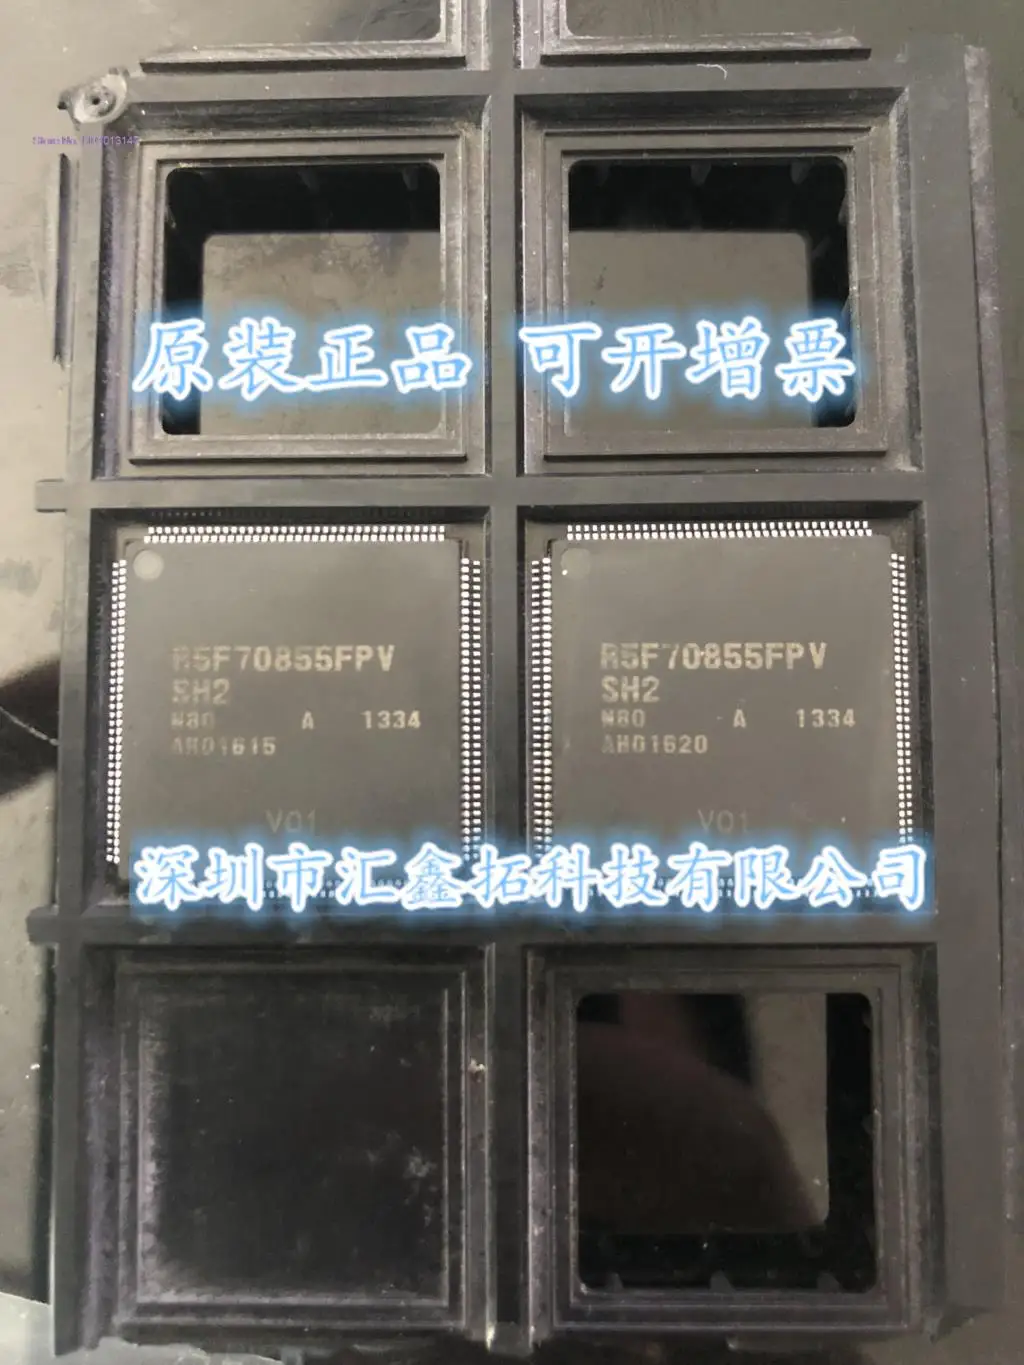 原装正品 可开增票
R5F70855FPV
SH2
N80 A 1334
AH01615
V01
R5F70855FPV
SH2
N80 A 1334
AH01620
V01
深圳市汇鑫拓科技有限公司